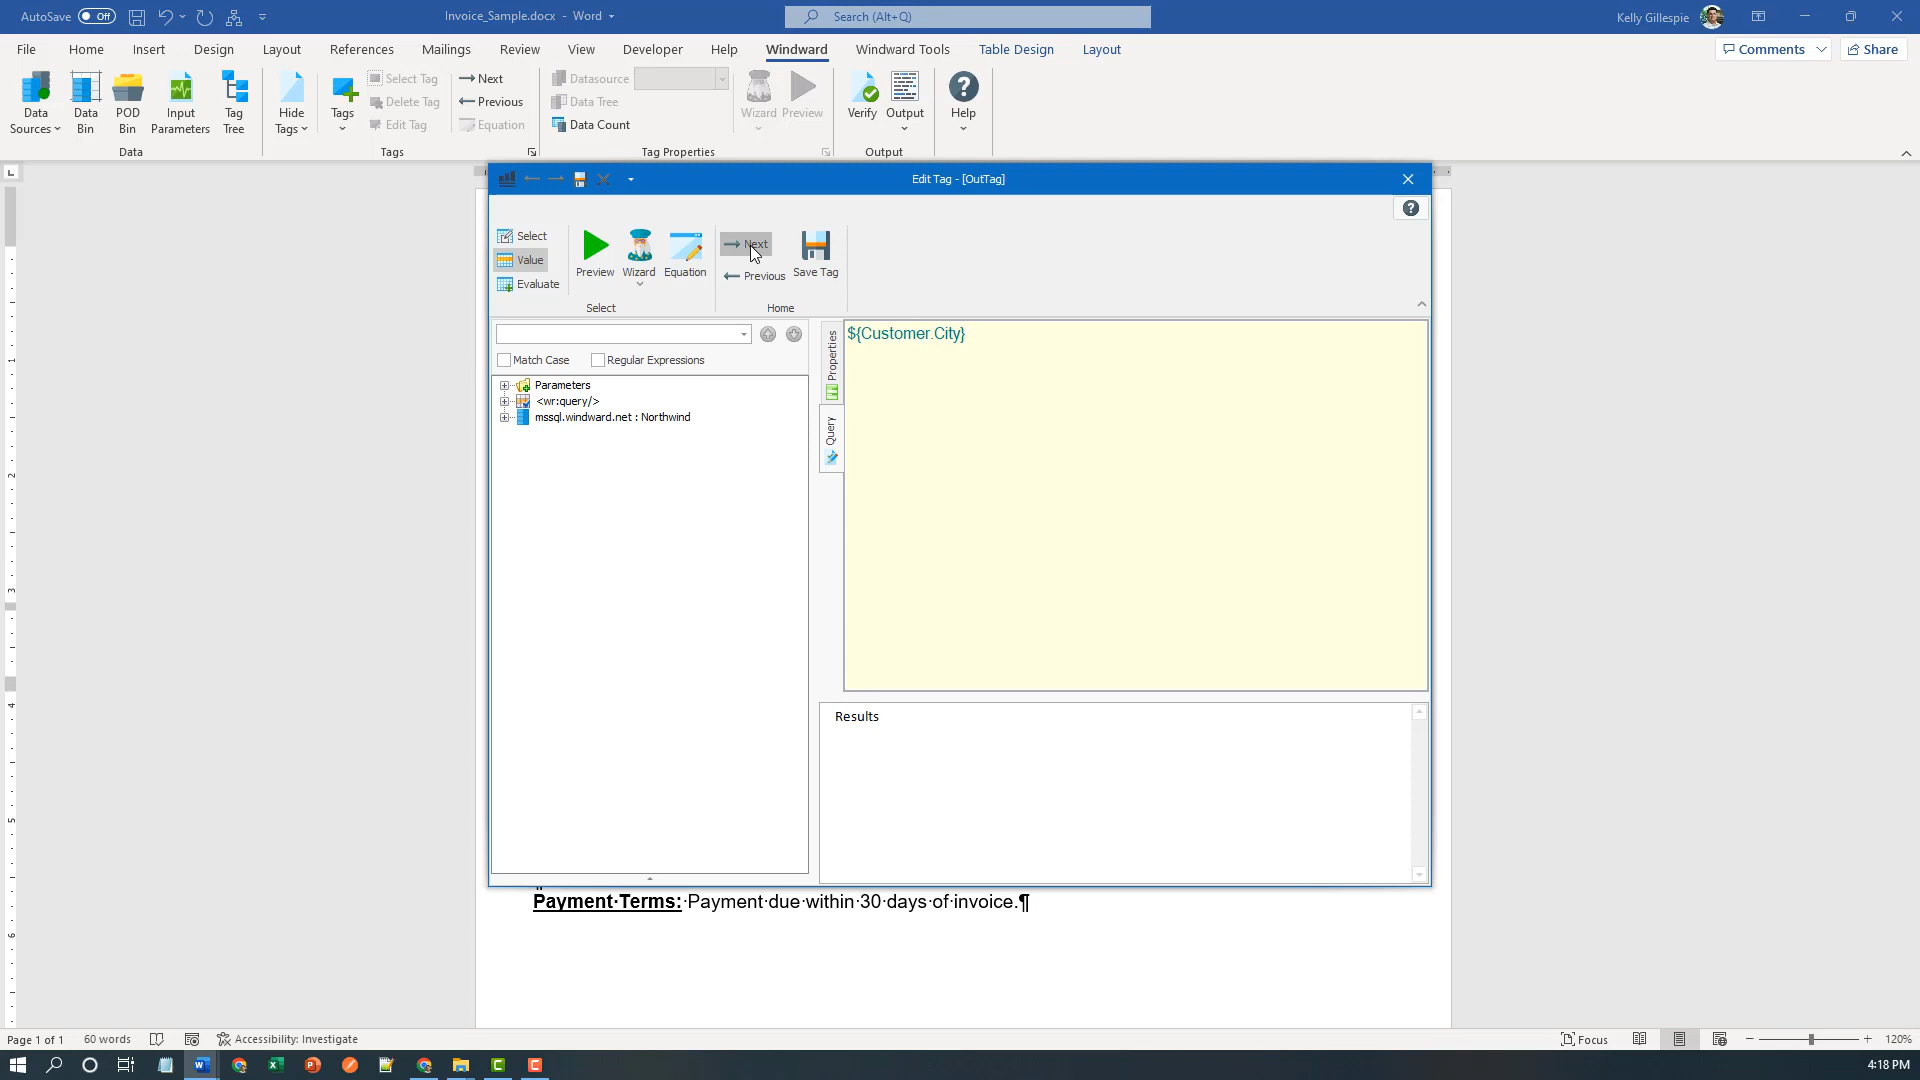 AutoSave Off Invoice_Sample.docx - Word Search (Alt+Q) Kelly Gillespie
File Home Insert Design Layout References Mailings Review View Developer Help Windward Windward Tools Table Design Layout Comments Share
Data Sources
Data Bin
POD Bin
Input Parameters
Tag Tree
Hide Tags
Tags
Select Tag
Delete Tag
Edit Tag
Next
Previous
Equation
Datasource
Data Tree
Data Count
Wizard
Preview
Verify
Output
Help
Data Tags Tag Properties Output
Edit Tag - [OutTag]
Select
Value
Evaluate
Preview
Wizard
Equation
Next
Previous
Save Tag
Select Home
Match Case Regular Expressions
Parameters
<wr:query/>
mssql.windward.net : Northwind
Properties
Query
${Customer.City}
Results
Payment·Terms:·Payment·due·within·30·days·of·invoice.¶
1
2
3
4
5
6
Page 1 of 1 60 words Accessibility: Investigate Focus 120%
4:18 PM